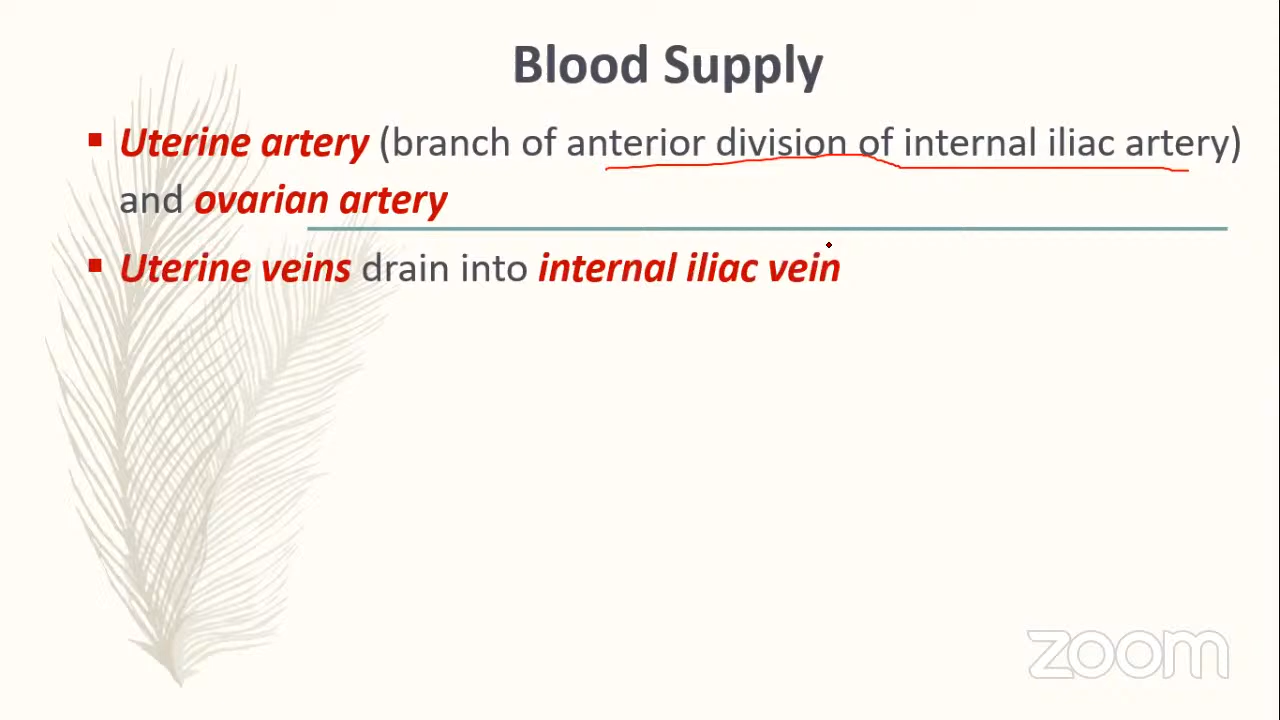 Blood Supply
▪ Uterine artery (branch of anterior division of internal iliac artery)
and ovarian artery
▪ Uterine veins drain into internal iliac vein
zoom